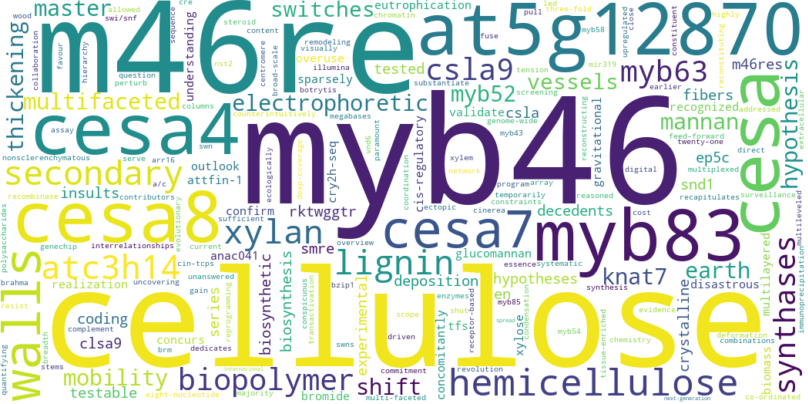 wood
master
swi/snf
allowed
steroid
chromatin
switches
eutrophication
cre
pull
three-fold
led
close
highly
content
remodeling
visually
myb58
upregulated
constituent
m46re
at5g12870
thickening
collaboration
favour
hierarchy
sequence
understanding
question
perturb
nst2
centromere
broad-scale
illumina
botrytis
overuse
sparsely
tested
csla9
myb63
fuse
mir319
tension
screening
substantiate
m46res
earlier
reconstituting
multifaceted
electrophoretic
vessels
myb52
fibers
columns
counterintuitively
validate
csla
genome-wide
myb43
recognized
addressed
cesa
hypothesis
extracellular
cesa4
myb46
assay
swn
megabases
paramount
vnd6
cis-regulatory
gravitational
reconstructing
mannan
feed-forward
twenty-one
nonsclerenchymatous
serve
arr16
cry2h-seq
xylem
network
array
direct
digital
multiplexed
secondary
a/c
outlook
attfin-1
ecologically
deep-coverage
coordination
program
temporarily
ep5c
reasoned
recapitulates
surveillance
insults
contributors
confirm
rktwggtr
ectopic
constraints
snd1
cost
polysaccharides
recombinase
evolutionary
cesa8
xylan
sufficient
smre
cinerea
decedents
cesa7
myb83
glucomannan
overview
systematic
multileveled
walls
genechip
current
interrelationships
atc3h14
lignin
knat7
earth
synthases
brahma
cin-tcps
anac041
essence
uncovering
unanswered
deposition
hypotheses
disastrous
multilayered
immunoprecipitation
realization
series
gain
reprogramming
biosynthetic
biosynthesis
conspicuous
transactivation
bzip1
enzymes
en
synthesis
myb85
cellulose
coding
complement
brm
clsa9
concurs
experimental
swns
tfs
concomitantly
scope
shut
spread
condensation
driven
receptor-based
xylose
chemistry
myb54
tissue-enriched
evidence
deformation
crystalline
biomass
combinations
co-ordinated
resist
breadth
quantifying
stems
mobility
testable
dedicates
eight-nucleotide
international
biopolymer
bromide
majority
shift
multi-faceted
commitment
revolution
hemicellulose
next-generation